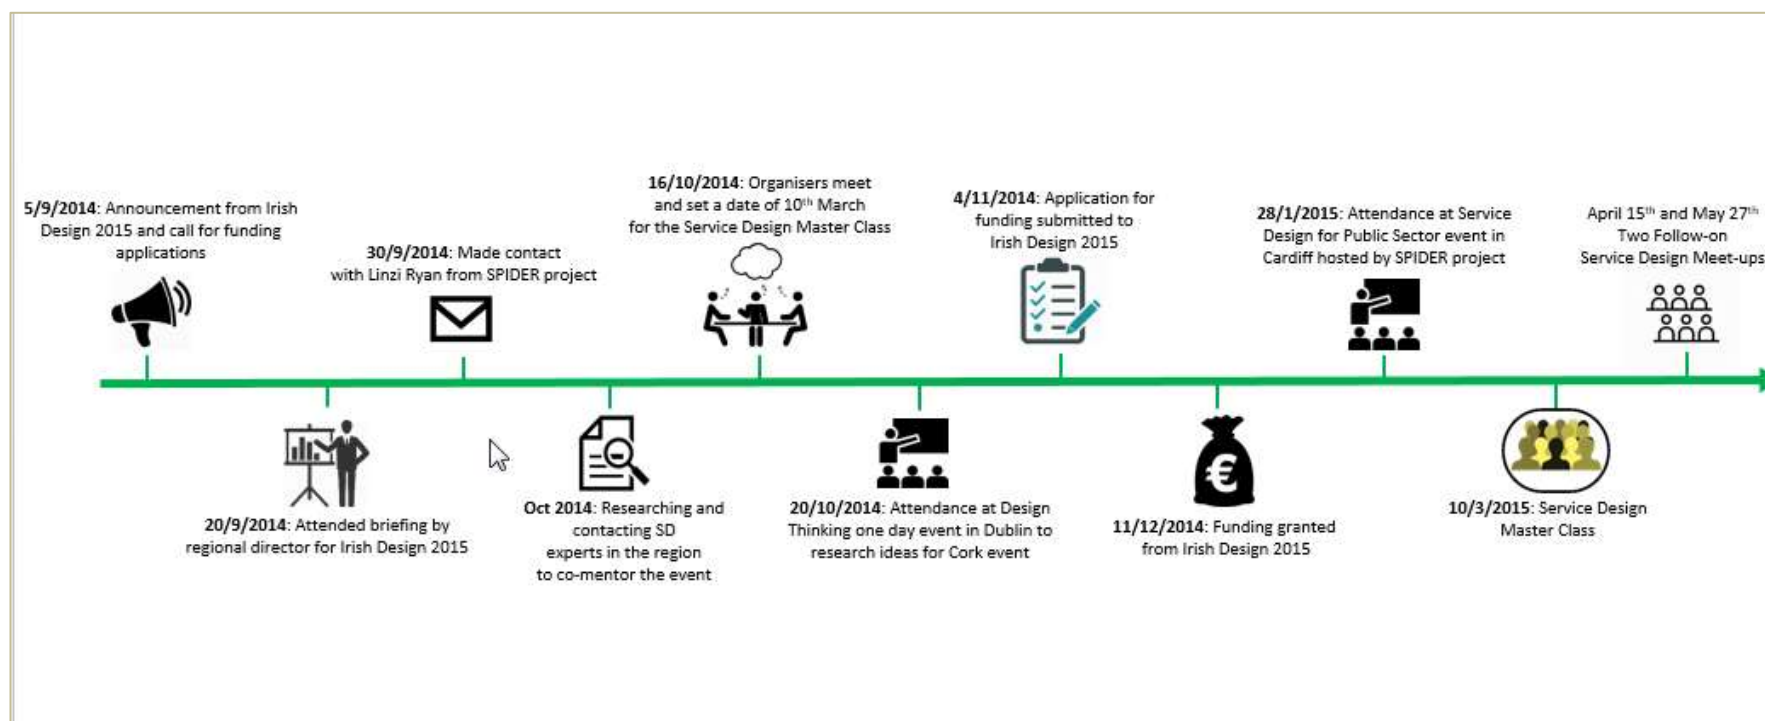 5/9/2014: Announcement from Irish
Design 2015 and call for funding
applications
20/9/2014: Attended briefing by
regional director for Irish Design 2015
30/9/2014: Made contact
with Linzi Ryan from SPIDER project
Oct 2014: Researching and
contacting SD
experts in the region
to co-mentor the event
16/10/2014: Organisers meet
and set a date of 10th March
for the Service Design Master Class
20/10/2014: Attendance at Design
Thinking one day event in Dublin to
research ideas for Cork event
4/11/2014: Application for
funding submitted to
Irish Design 2015
€
11/12/2014: Funding granted
from Irish Design 2015
28/1/2015: Attendance at Service
Design for Public Sector event in
Cardiff hosted by SPIDER project
10/3/2015: Service Design
Master Class
April 15th and May 27th
Two Follow-on
Service Design Meet-ups